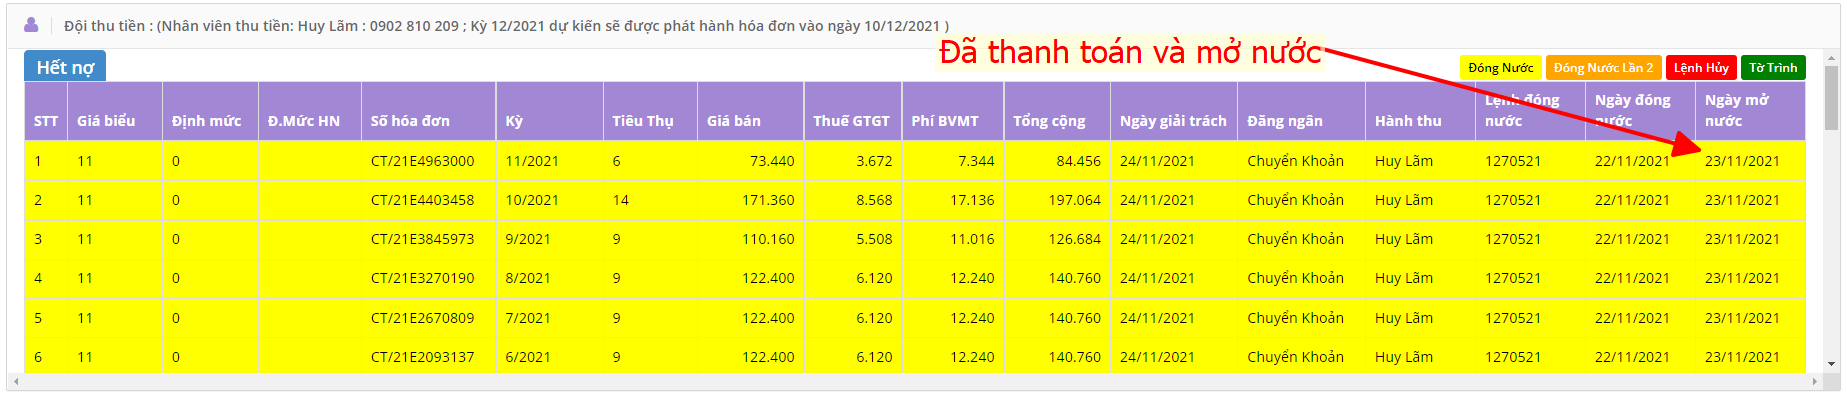 Đội thu tiền : (Nhân viên thu tiền: Huy Lãm : 0902 810 209 ; Kỳ 12/2021 dự kiến sẽ được phát hành hóa đơn vào ngày 10/12/2021 )
Đã thanh toán và mở nước
Hết nợ
Đóng Nước Đóng Nước Lần 2 Lệnh Hủy Tờ Trình
STT Giá biểu Định mức Đ.Mức HN Số hóa đơn Kỳ Tiêu Thụ Giá bán Thuế GTGT Phí BVMT Tổng cộng Ngày giải trách Đăng ngân Hành thu Lệnh đóng nước Ngày đóng nước Ngày mở nước
1 11 0 CT/21E4963000 11/2021 6 73.440 3.672 7.344 84.456 24/11/2021 Chuyển Khoản Huy Lãm 1270521 22/11/2021 23/11/2021
2 11 0 CT/21E4403458 10/2021 14 171.360 8.568 17.136 197.064 24/11/2021 Chuyển Khoản Huy Lãm 1270521 22/11/2021 23/11/2021
3 11 0 CT/21E3845973 9/2021 9 110.160 5.508 11.016 126.684 24/11/2021 Chuyển Khoản Huy Lãm 1270521 22/11/2021 23/11/2021
4 11 0 CT/21E3270190 8/2021 9 122.400 6.120 12.240 140.760 24/11/2021 Chuyển Khoản Huy Lãm 1270521 22/11/2021 23/11/2021
5 11 0 CT/21E2670809 7/2021 9 122.400 6.120 12.240 140.760 24/11/2021 Chuyển Khoản Huy Lãm 1270521 22/11/2021 23/11/2021
6 11 0 CT/21E2093137 6/2021 9 122.400 6.120 12.240 140.760 24/11/2021 Chuyển Khoản Huy Lãm 1270521 22/11/2021 23/11/2021